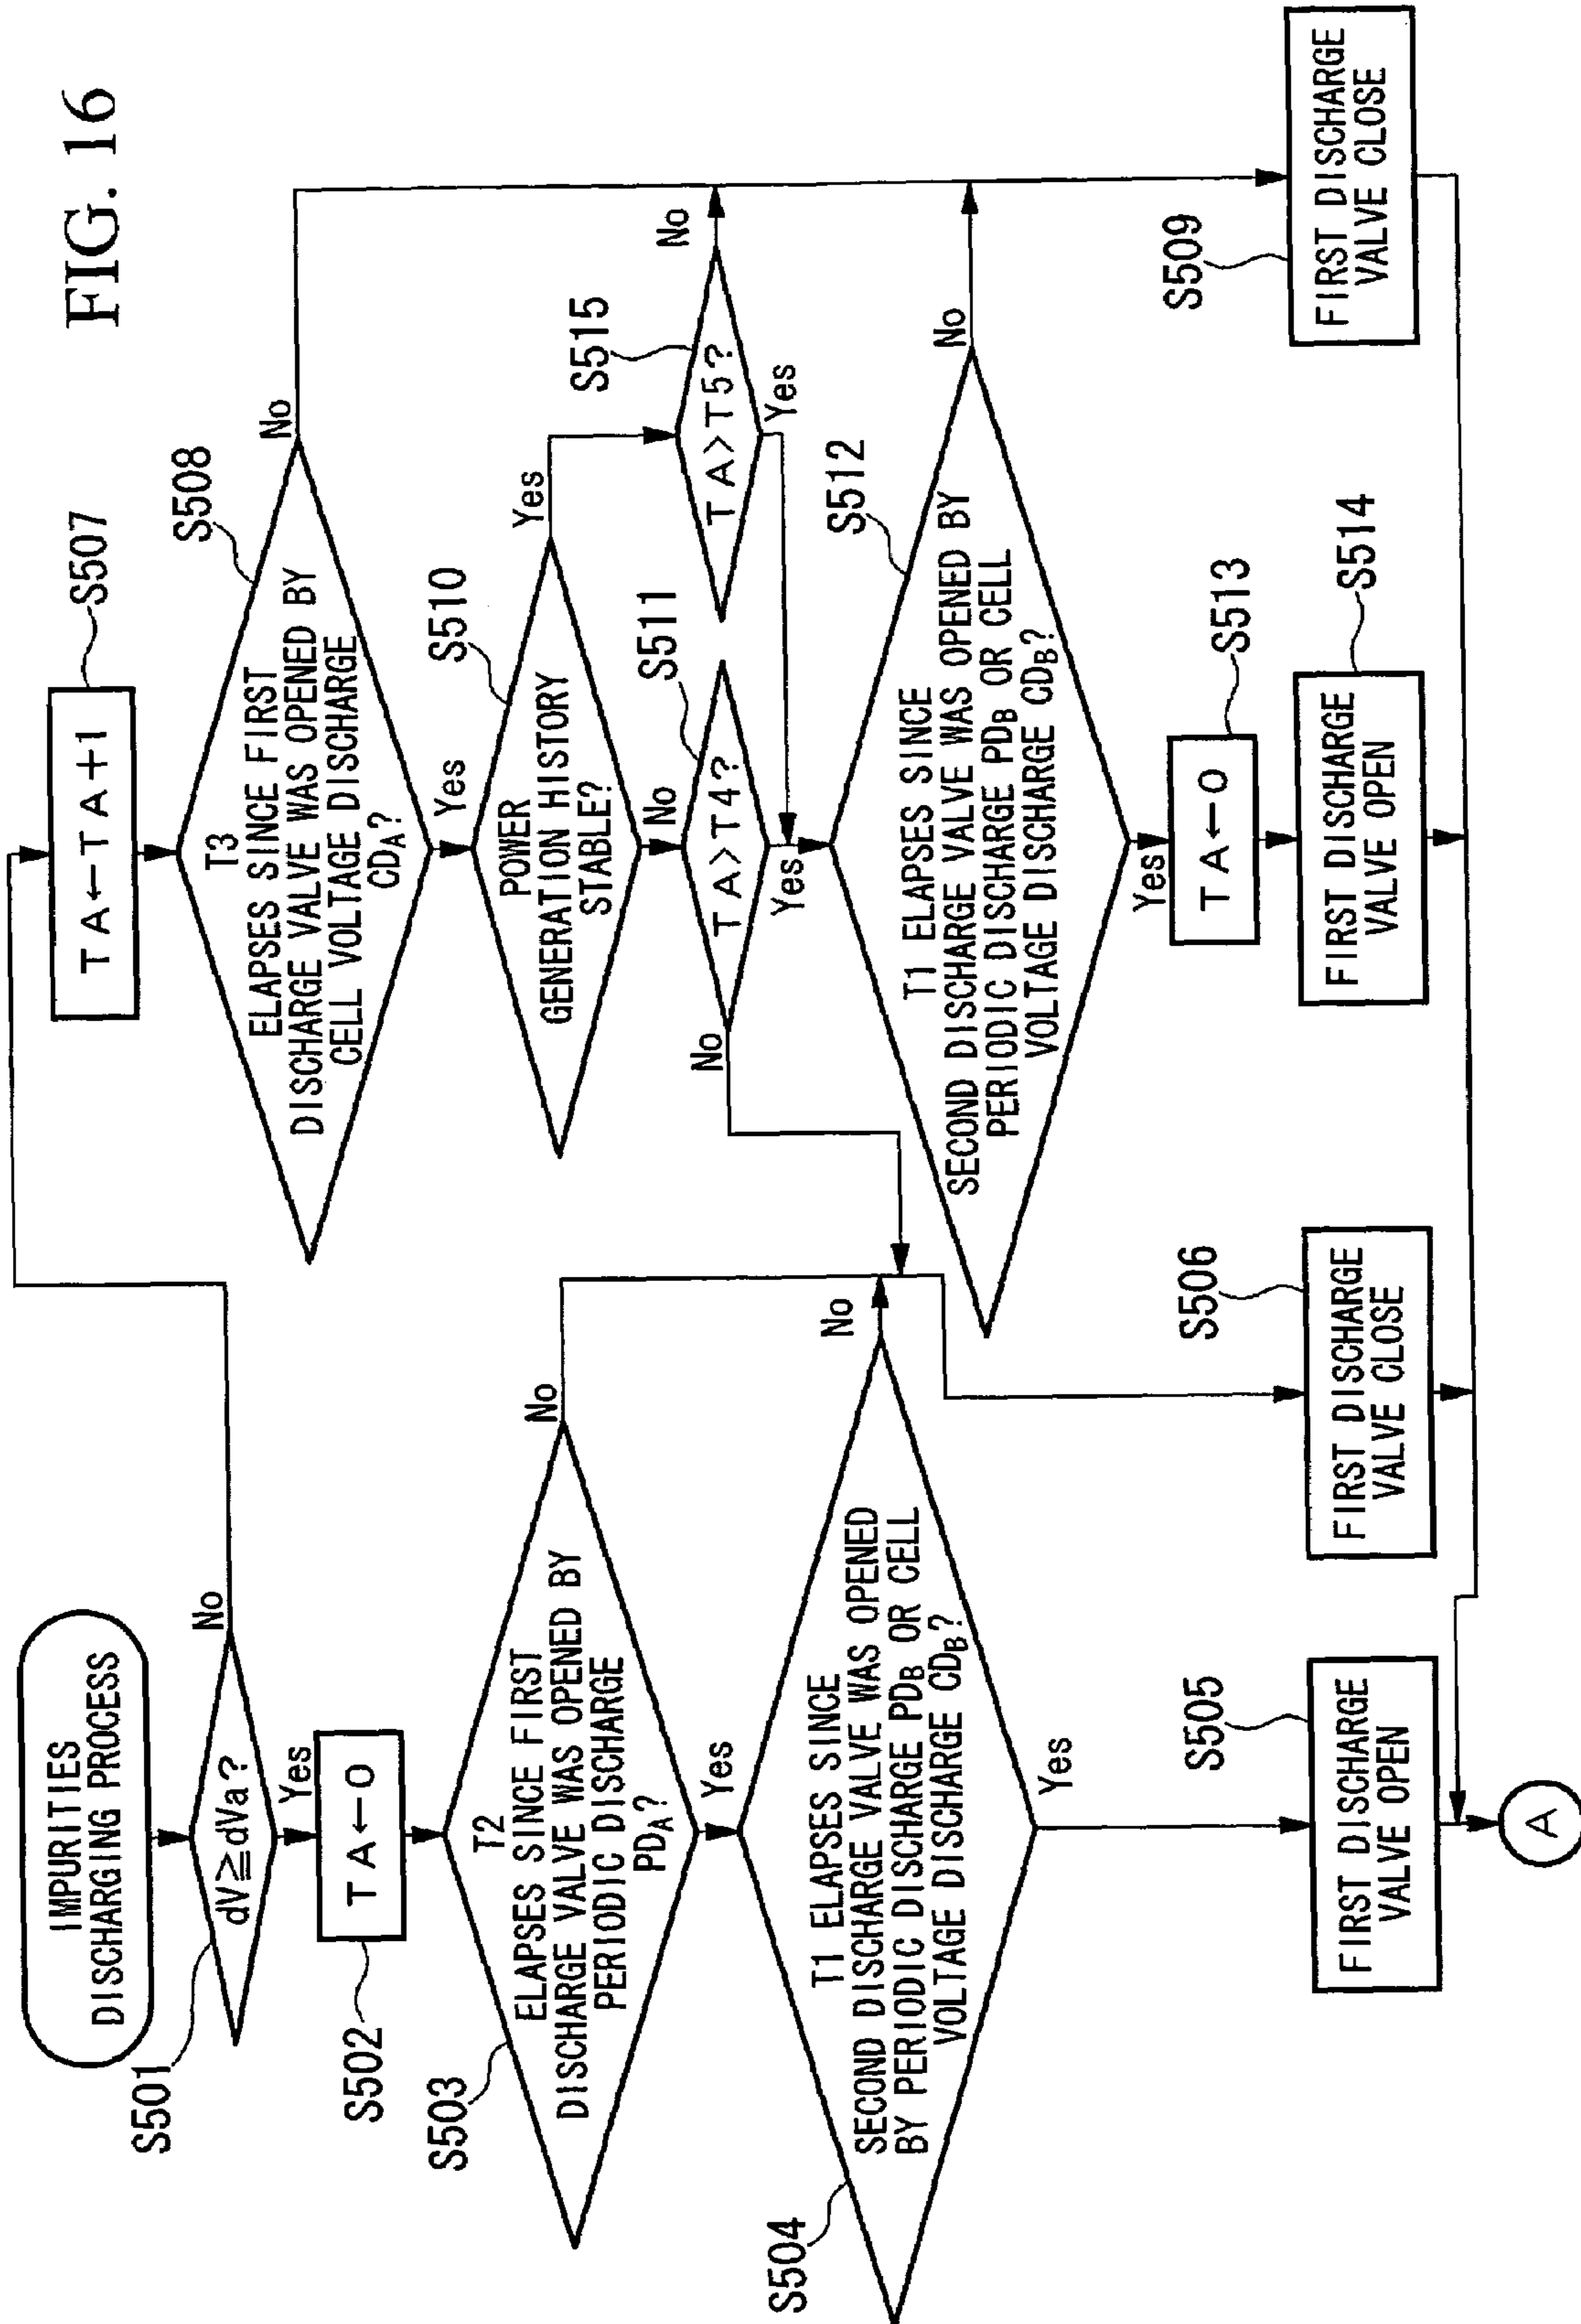 FIG. 16
IMPURITIES
DISCHARGING PROCESS
S501
dV≧dVa?
No
Yes
S502
TA←0
S503
T2
ELAPSES SINCE FIRST
DISCHARGE VALVE WAS OPENED BY
PERIODIC DISCHARGE
PDA?
No
Yes
S504
T1 ELAPSES SINCE
SECOND DISCHARGE VALVE WAS OPENED
BY PERIODIC DISCHARGE PDB OR CELL
VOLTAGE DISCHARGE CDB?
No
Yes
S505
FIRST DISCHARGE
VALVE OPEN
S506
FIRST DISCHARGE
VALVE CLOSE
A
S507
TA←TA+1
S508
T3
ELAPSES SINCE FIRST
DISCHARGE VALVE WAS OPENED BY
CELL VOLTAGE DISCHARGE
CDA?
No
Yes
S510
POWER
GENERATION HISTORY
STABLE?
Yes
No
S511
TA>T4?
No
Yes
S515
TA>T5?
No
Yes
S512
T1 ELAPSES SINCE
SECOND DISCHARGE VALVE WAS OPENED BY
PERIODIC DISCHARGE PDB OR CELL
VOLTAGE DISCHARGE CDB?
No
Yes
S513
TA←0
S514
FIRST DISCHARGE
VALVE OPEN
S509
FIRST DISCHARGE
VALVE CLOSE